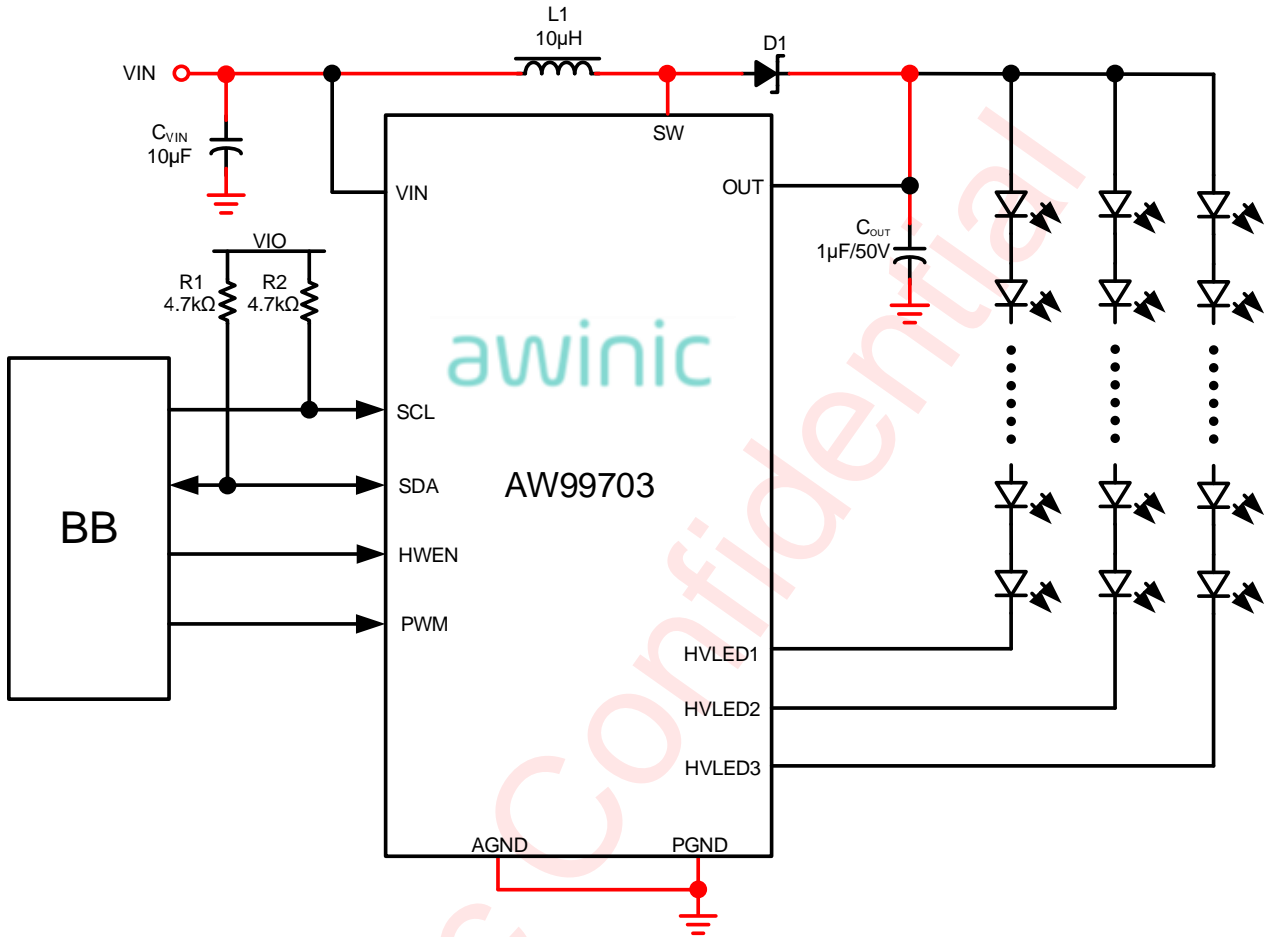 L1
10µH
D1
VIN
SW
CVIN
10µF
VIN
OUT
COUT
1µF/50V
VIO
R1
4.7kΩ
R2
4.7kΩ
awinic
SCL
AW99703
SDA
BB
HWEN
PWM
HVLED1
HVLED2
HVLED3
AGND
PGND
c Confidential